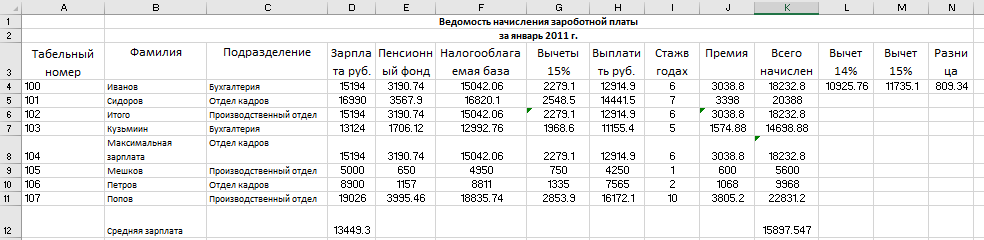 A B C D E F G H I J K L M N
1 Ведомость начисления зароботной платы
2 за январь 2011 г.
3 Табельный номер Фамилия Подразделение Зарпла та руб. Пенсионн ый фонд Налогооблага емая база Вычеты 15% Выплати ть руб. Стажв годах Премия Всего начислен Вычет 14% Вычет 15% Разни ца
4 100 Иванов Бухгалтерия 15194 3190.74 15042.06 2279.1 12914.9 6 3038.8 18232.8 10925.76 11735.1 809.34
5 101 Сидоров Отдел кадров 16990 3567.9 16820.1 2548.5 14441.5 7 3398 20388
6 102 Итого Производственный отдел 15194 3190.74 15042.06 2279.1 12914.9 6 3038.8 18232.8
7 103 Кузьмиин Бухгалтерия 13124 1706.12 12992.76 1968.6 11155.4 5 1574.88 14698.88
8 104 Максимальная зарплата Отдел кадров 15194 3190.74 15042.06 2279.1 12914.9 6 3038.8 18232.8
9 105 Мешков Производственный отдел 5000 650 4950 750 4250 1 600 5600
10 106 Петров Отдел кадров 8900 1157 8811 1335 7565 2 1068 9968
11 107 Попов Производственный отдел 19026 3995.46 18835.74 2853.9 16172.1 10 3805.2 22831.2
12 Средняя зарплата 13449.3 15897.547